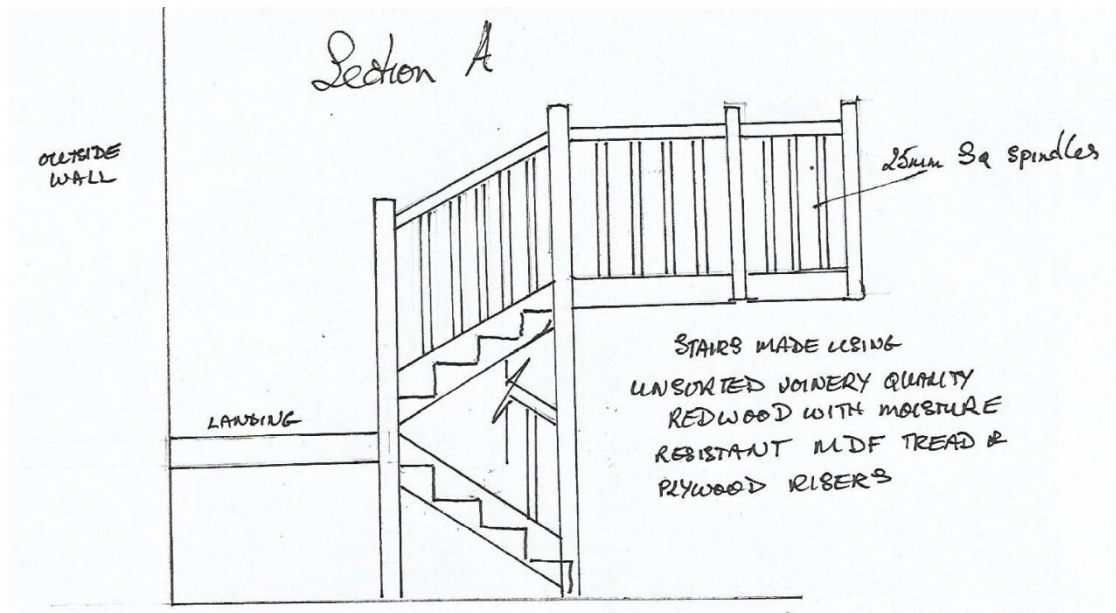 Section A
OUTSIDE
WALL
25mm Sq Spindles
STAIRS MADE USING
UNSORTED JOINERY QUALITY
REDWOOD WITH MOISTURE
RESISTANT MDF TREAD &
PLYWOOD RISERS
LANDING